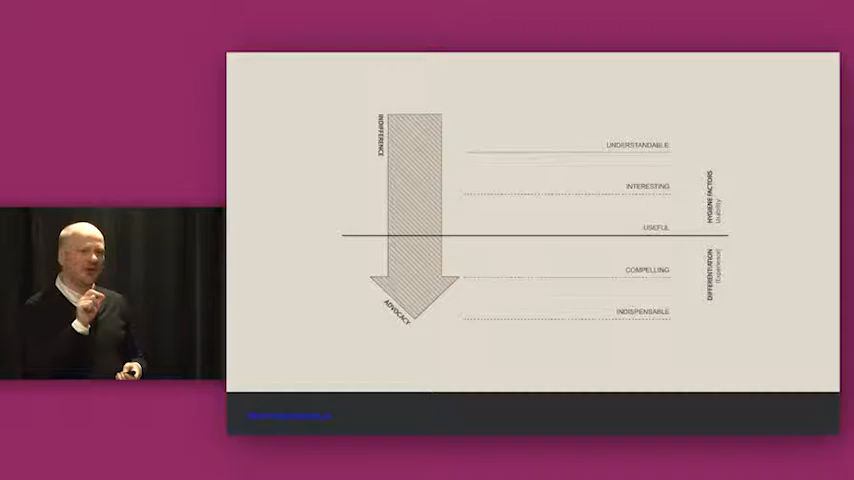 INDIFFERENCE
UNDERSTANDABLE
INTERESTING
HYGIENE FACTORS
Usability
USEFUL
COMPELLING
DIFFERENTIATION
(Experience)
INDISPENSABLE
ADVOCACY